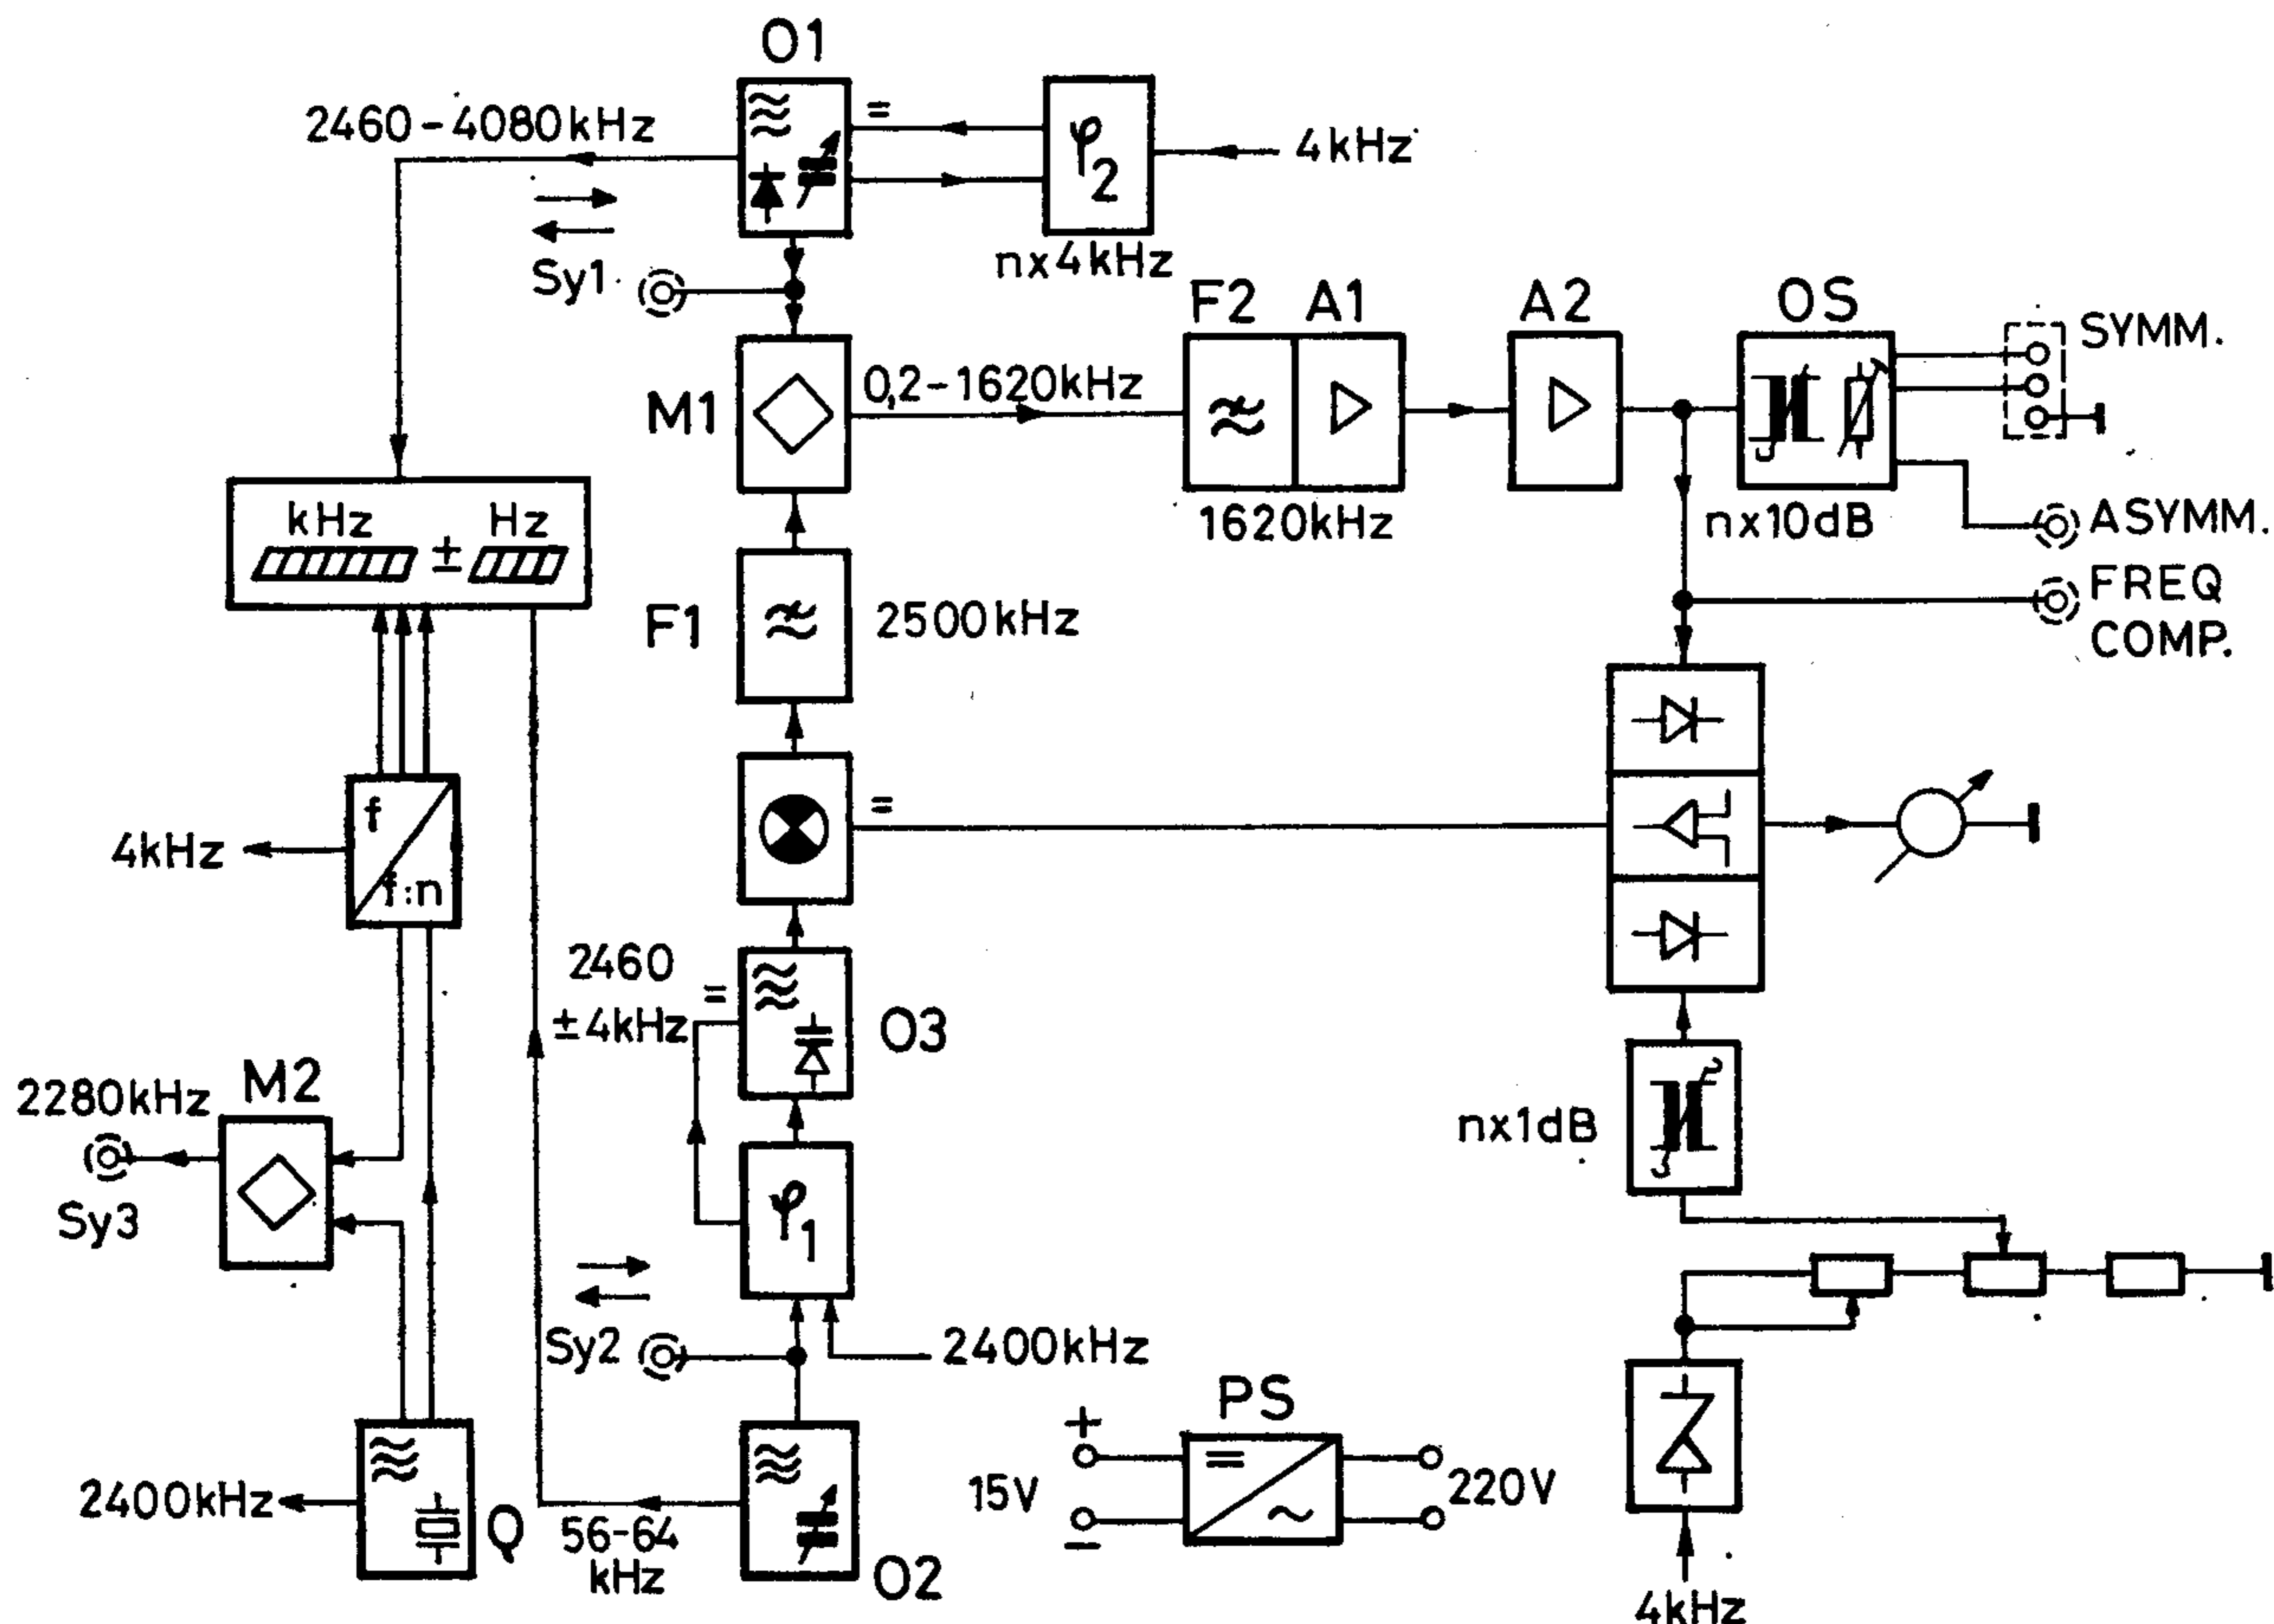 O1
2460-4080kHz
=
φ2
4kHz
nx4kHz
Sy1
F2
A1
A2
OS
SYMM.
M1
0,2-1620kHz
1620kHz
nx10dB
ASYMM.
kHz
±
Hz
F1
2500kHz
FREQ
COMP.
=
f
f:n
4kHz
2460
±4kHz
=
O3
M2
2280kHz
Sy3
φ1
nx1dB
Sy2
2400kHz
PS
+
15V
−
=
~
220V
2400kHz
Q
56-64
kHz
O2
4kHz